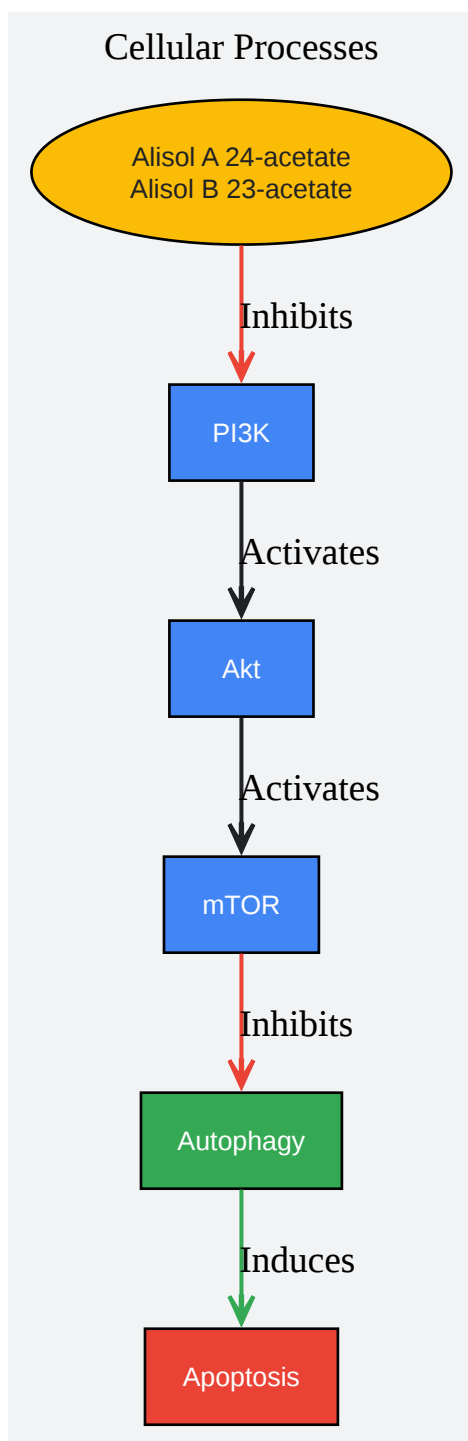 Cellular Processes
Alisol A 24-acetate
Alisol B 23-acetate
Inhibits
PI3K
Activates
Akt
Activates
mTOR
Inhibits
Autophagy
Induces
Apoptosis